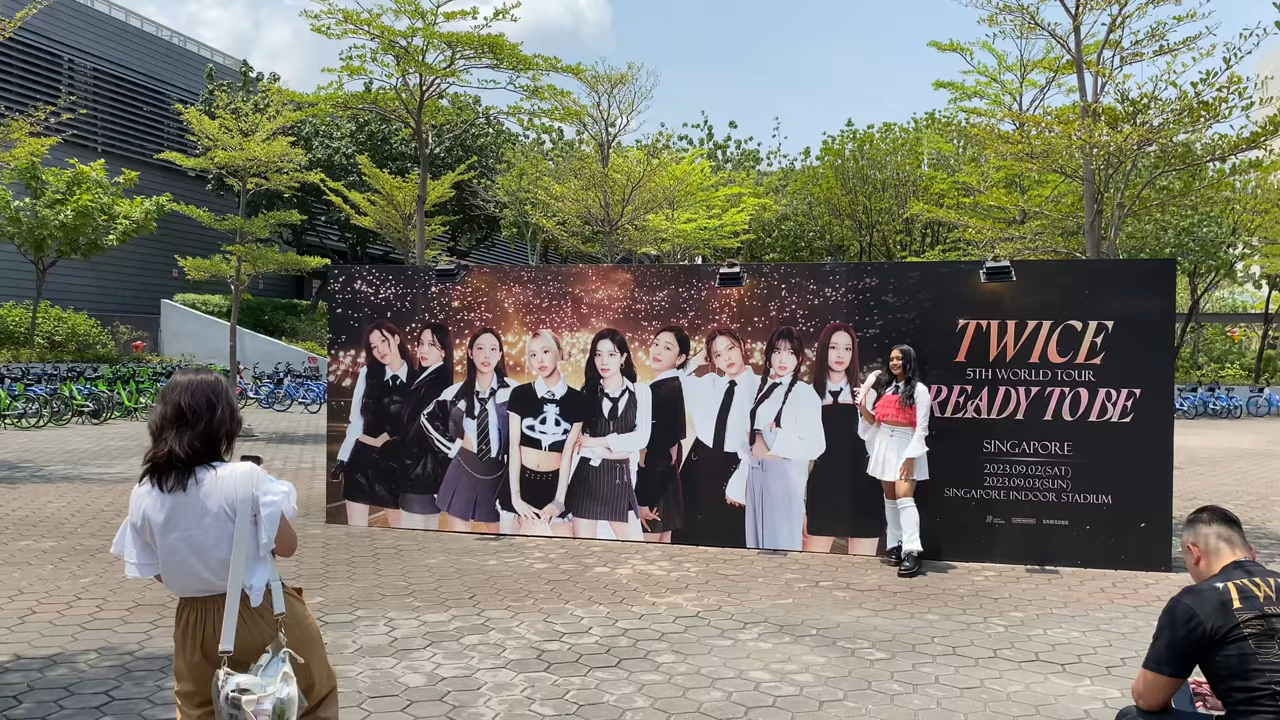 TWICE
5TH WORLD TOUR
READY TO BE
SINGAPORE
2023.09.02(SAT)
2023.09.03(SUN)
SINGAPORE INDOOR STADIUM
SAMSUNG
TW